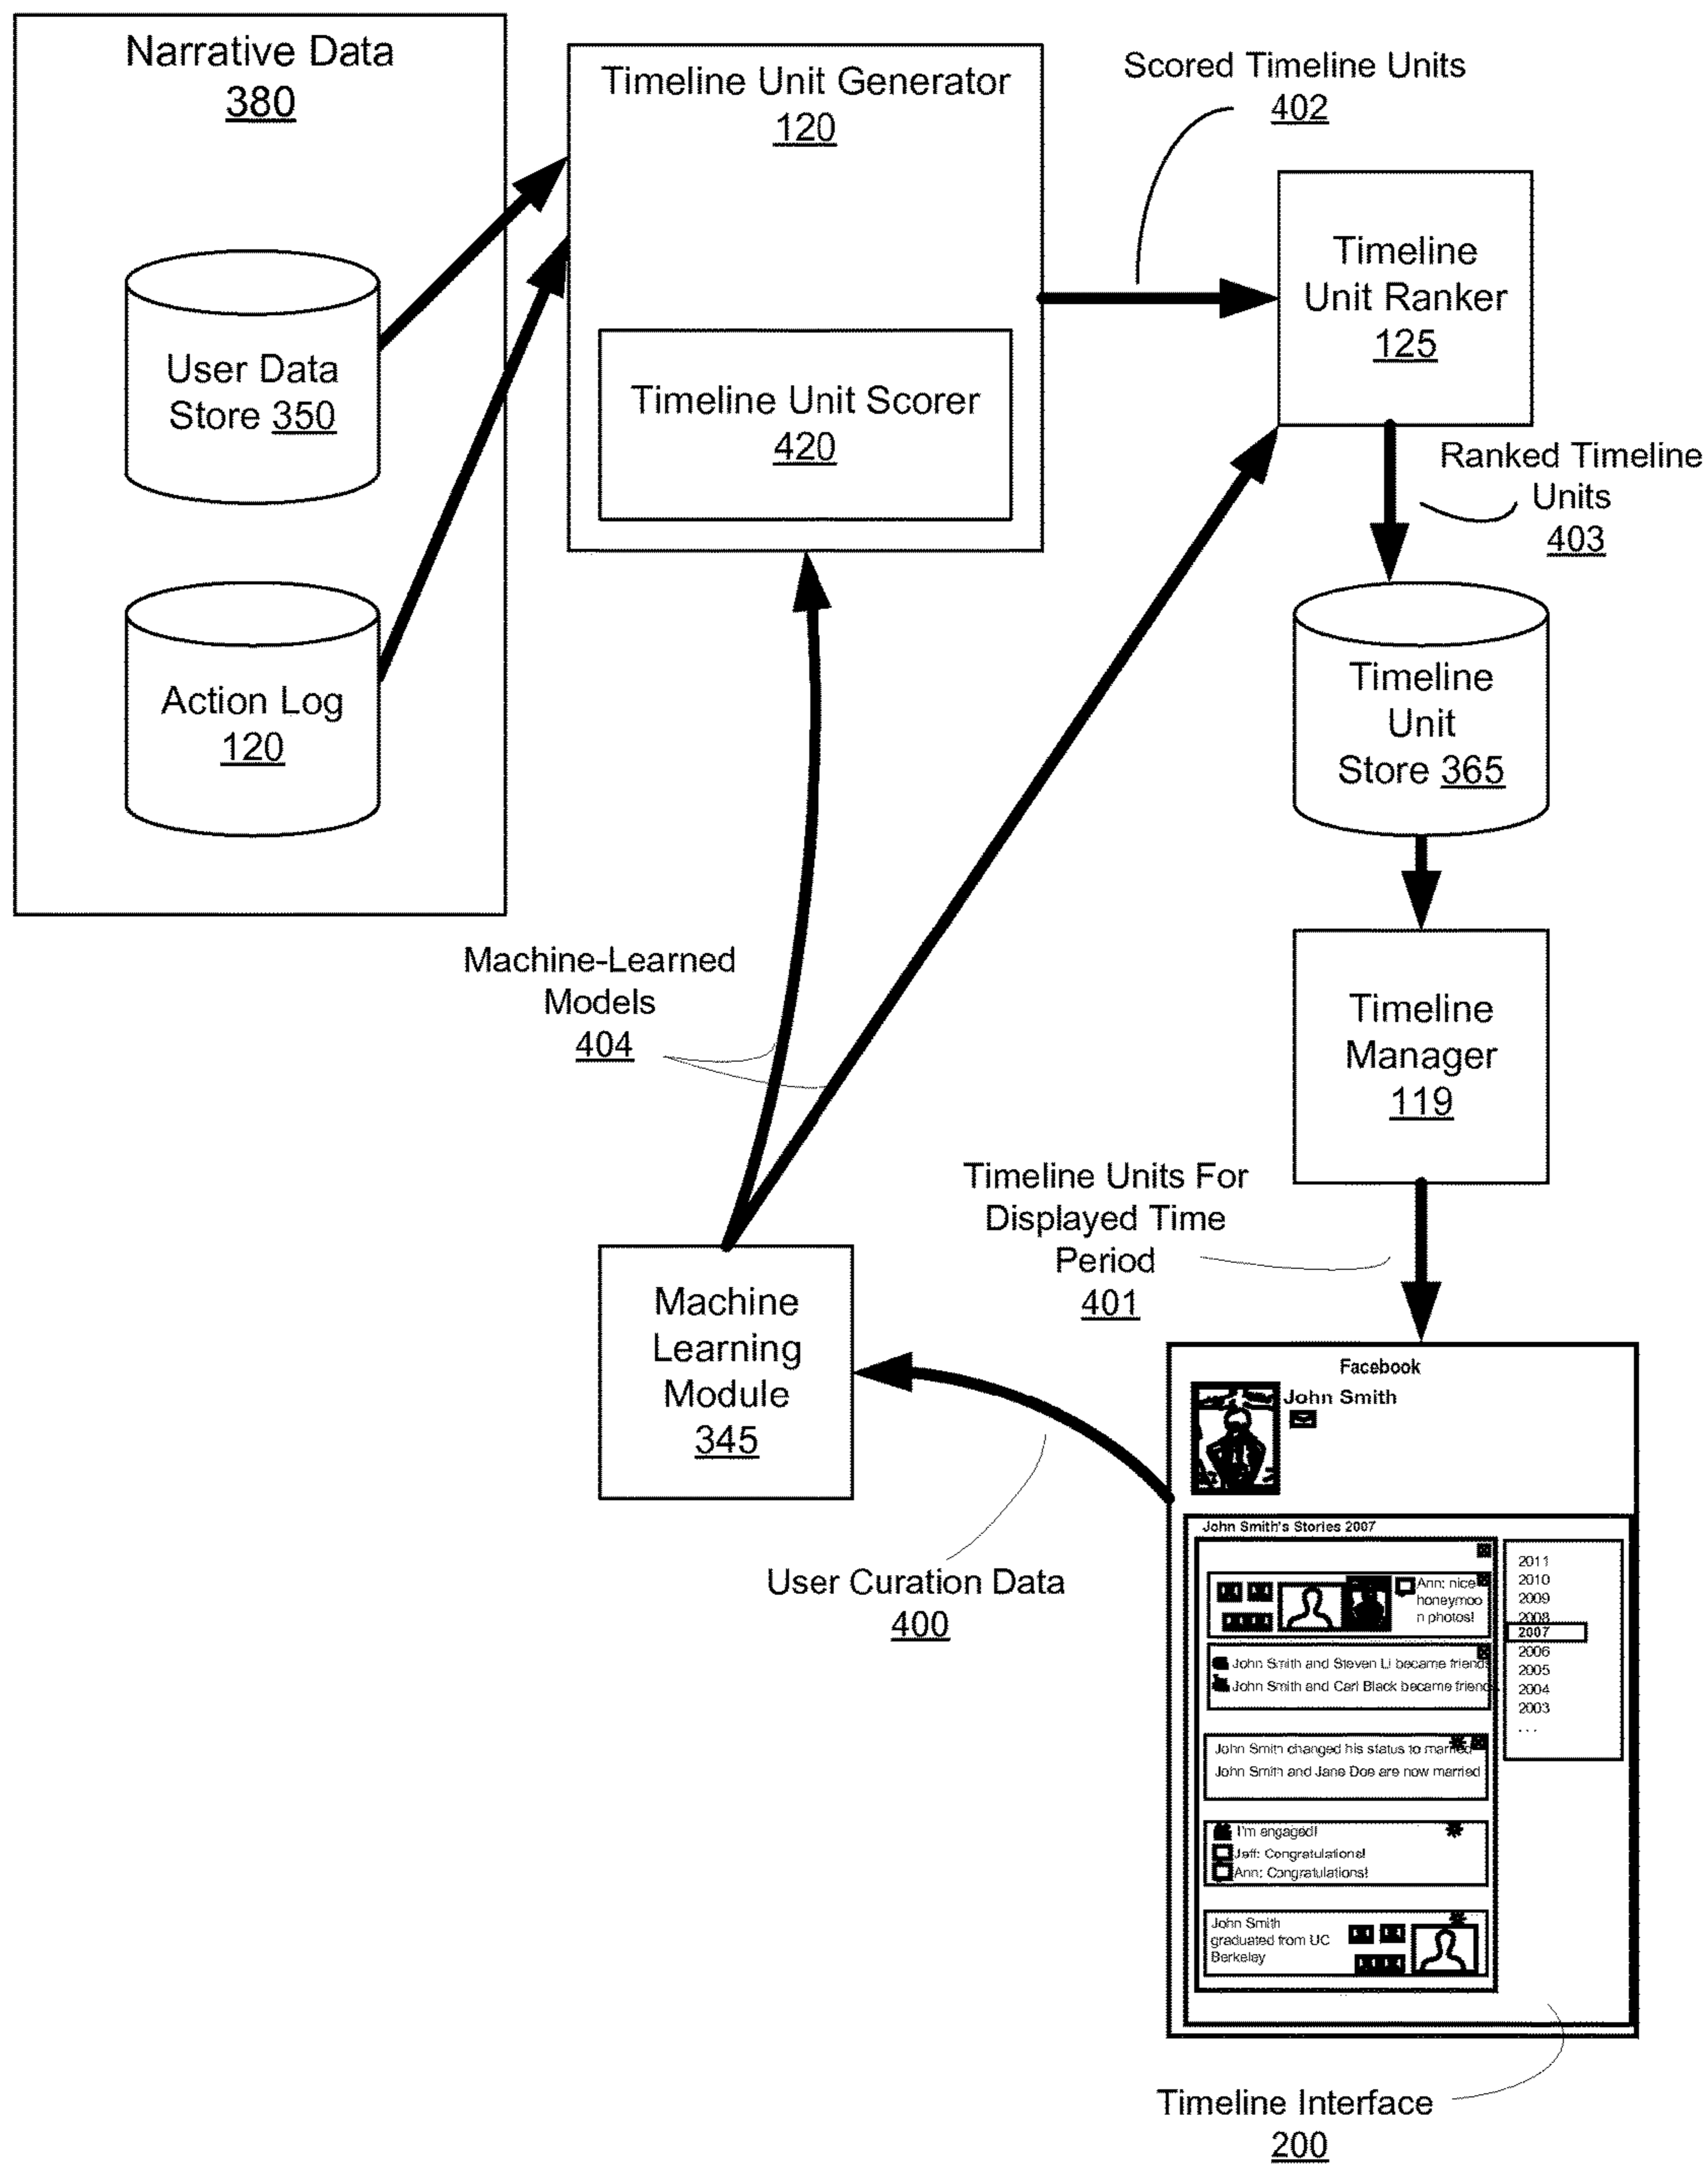 Narrative Data
380
User Data
Store 350
Action Log
120
Timeline Unit Generator
120
Timeline Unit Scorer
420
Scored Timeline Units
402
Timeline
Unit Ranker
125
Ranked Timeline
Units
403
Timeline
Unit
Store 365
Timeline
Manager
119
Machine-Learned
Models
404
Timeline Units For
Displayed Time
Period
401
Machine
Learning
Module
345
User Curation Data
400
Facebook
John Smith
John Smith's Stories 2007
Ann: nice
honeymoo
n photos!
John Smith and Steven Li became friends
John Smith and Carl Black became friends
John Smith changed his status to married
John Smith and Jane Doe are now married
I'm engaged!
Jeff: Congratulations!
Ann: Congratulations!
John Smith
graduated from UC
Berkeley
2011
2010
2009
2008
2007
2006
2005
2004
2003
...
Timeline Interface
200